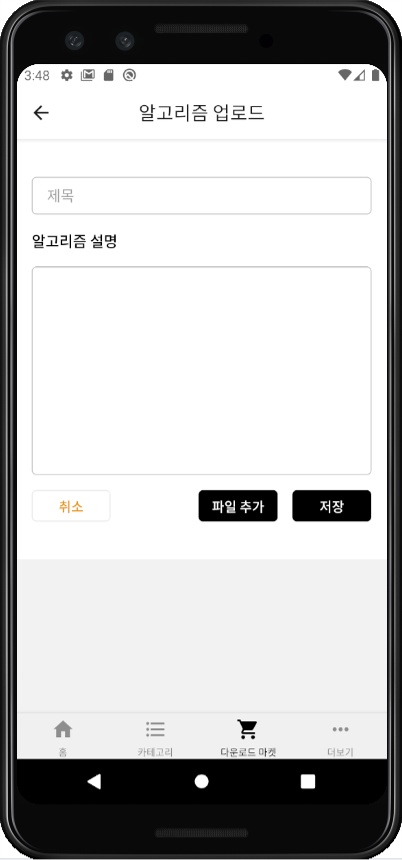 3:48
알고리즘 업로드
제목
알고리즘 설명
취소 파일 추가 저장
홈 카테고리 다운로드 마켓 더보기